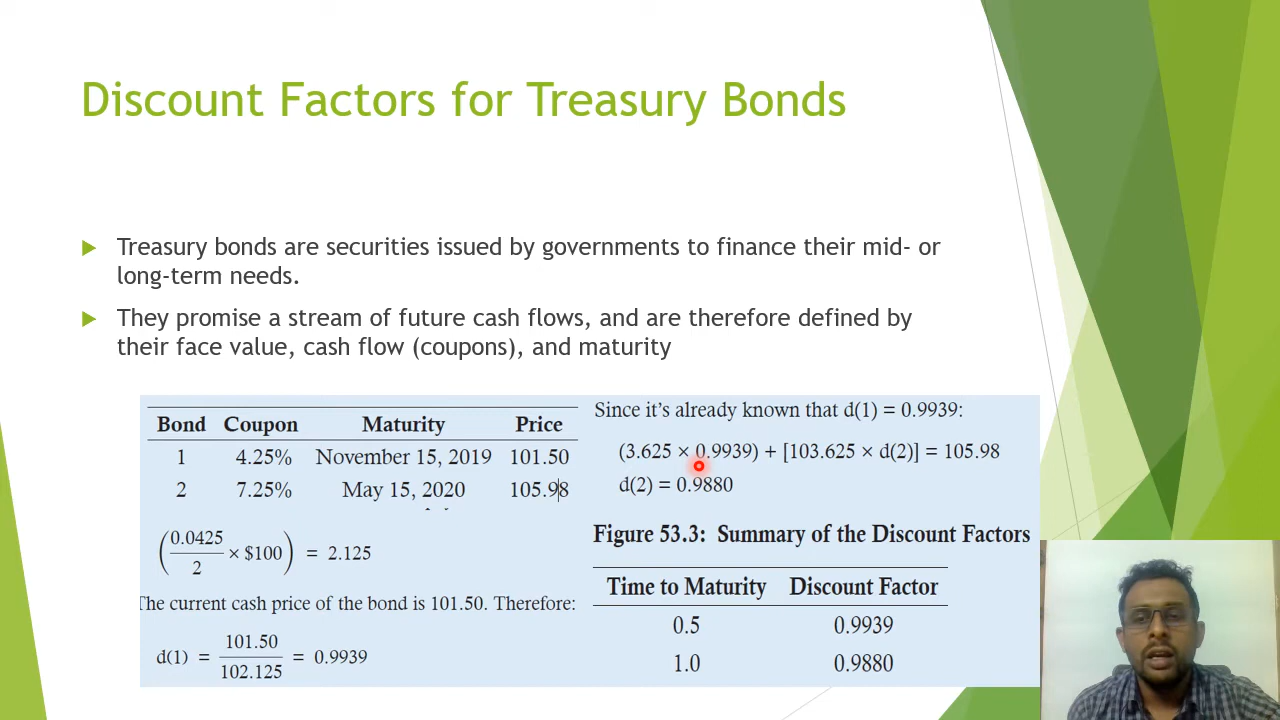 Discount Factors for Treasury Bonds
Treasury bonds are securities issued by governments to finance their mid- or
long-term needs.
They promise a stream of future cash flows, and are therefore defined by
their face value, cash flow (coupons), and maturity
Bond Coupon Maturity Price
1 4.25% November 15, 2019 101.50
2 7.25% May 15, 2020 105.98
(0.0425/2 × $100) = 2.125
The current cash price of the bond is 101.50. Therefore:
d(1) = 101.50/102.125 = 0.9939
Since it's already known that d(1) = 0.9939:
(3.625 × 0.9939) + [103.625 × d(2)] = 105.98
d(2) = 0.9880
Figure 53.3: Summary of the Discount Factors
Time to Maturity Discount Factor
0.5 0.9939
1.0 0.9880